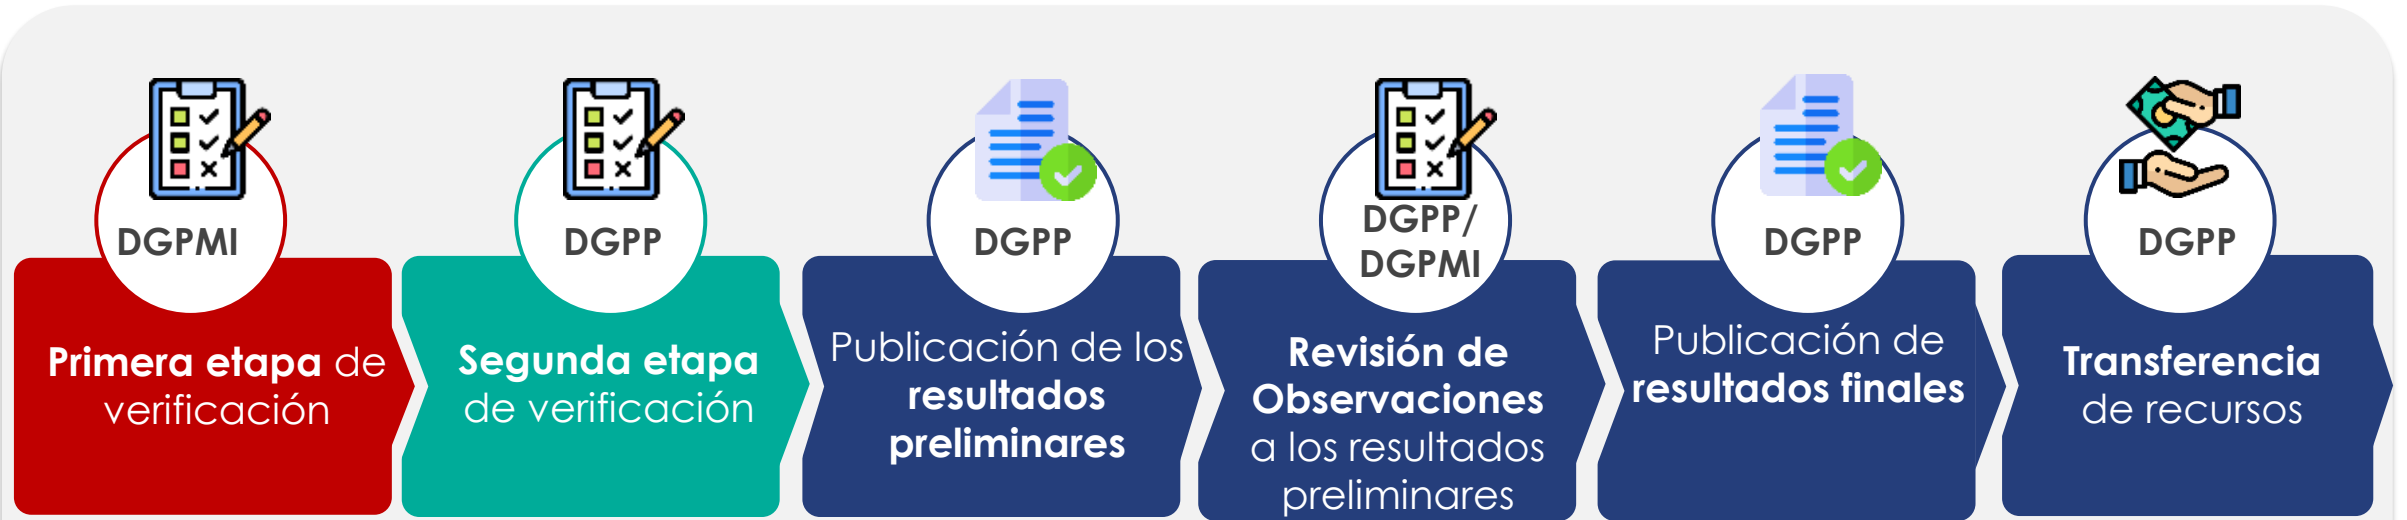 DGPMI
Primera etapa de
verificación
DGPP
Segunda etapa
de verificación
DGPP
Publicación de los
resultados
preliminares
DGPP/
DGPMI
Revisión de
Observaciones
a los resultados
preliminares
DGPP
Publicación de
resultados finales
DGPP
Transferencia
de recursos